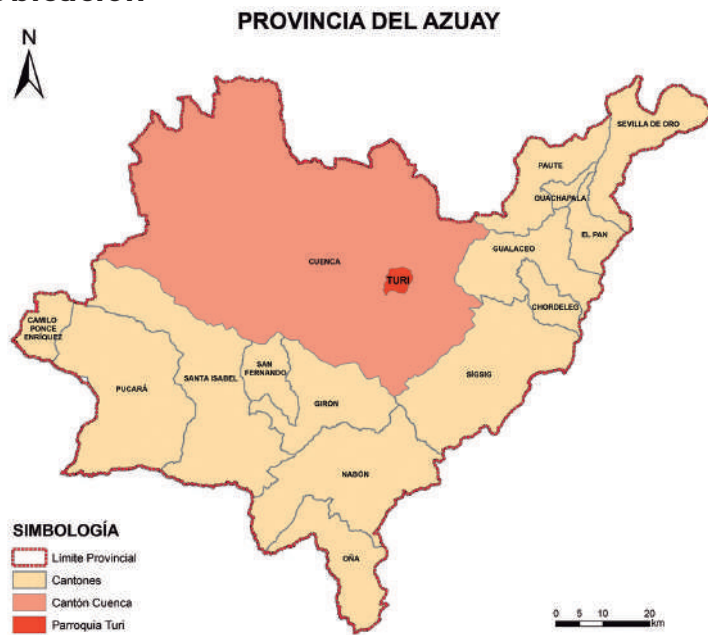 PROVINCIA DEL AZUAY
N
SEVILLA DE ORO
PAUTE
GUACHAPALA
EL PAN
GUALACEO
CUENCA
TURI
CHORDELEG
CAMILO
PONCE
ENRÍQUEZ
SAN
FERNANDO
SANTA ISABEL
PUCARÁ
SÍGSIG
GIRÓN
NABÓN
OÑA
SIMBOLOGÍA
Límite Provincial
Cantones
Cantón Cuenca
Parroquia Turi
0 5 10 20
km